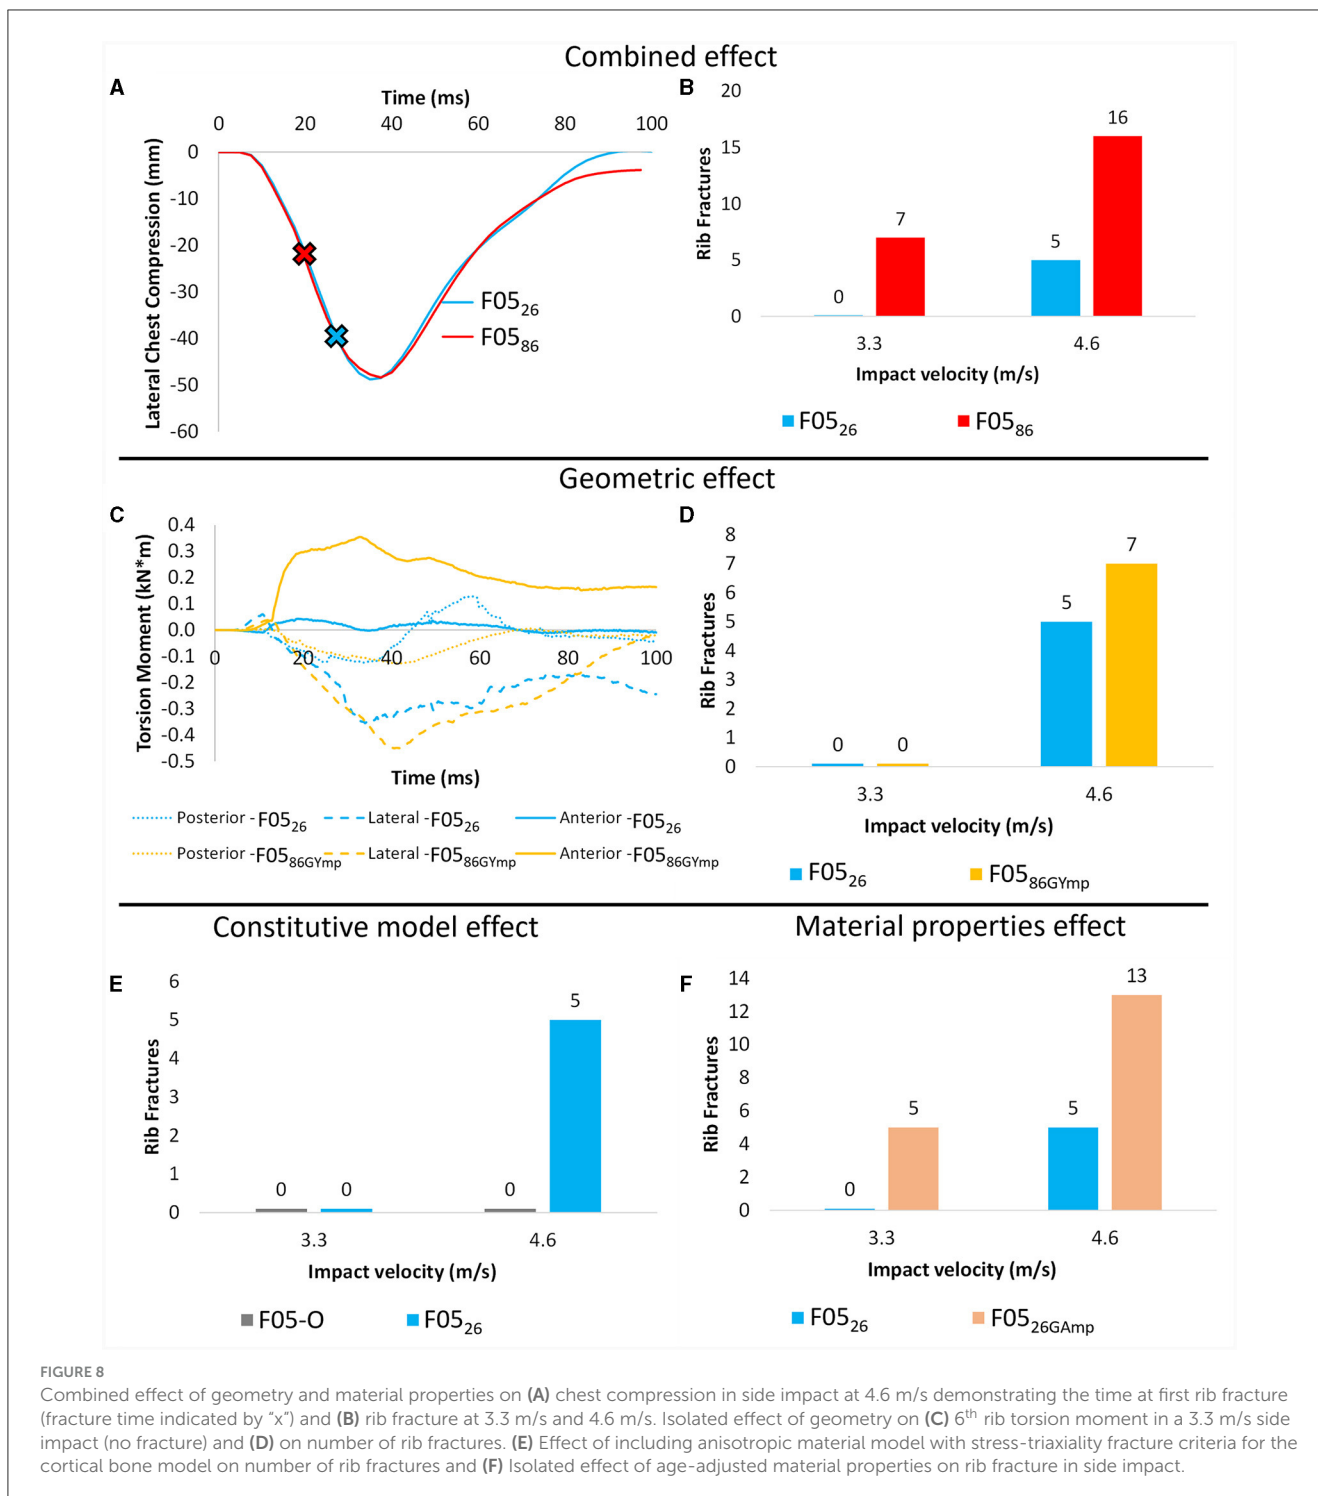 Combined effect
A
Time (ms)
0 20 40 60 80 100
Lateral Chest Compression (mm)
0
-10
-20
-30
-40
-50
-60
F05₂₆
F05₈₆
B
Rib Fractures
20
15
10
5
0
0
7
5
16
3.3 4.6
Impact velocity (m/s)
F05₂₆ F05₈₆
Geometric effect
C
Torsion Moment (kN*m)
0.4
0.3
0.2
0.1
0.0
-0.1
-0.2
-0.3
-0.4
-0.5
0 20 40 60 80 100
Time (ms)
Posterior -F05₂₆ Lateral -F05₂₆ Anterior -F05₂₆
Posterior -F05₈₆GYmp Lateral -F05₈₆GYmp Anterior -F05₈₆GYmp
D
Rib Fractures
8
7
6
5
4
3
2
1
0
0
0
5
7
3.3 4.6
Impact velocity (m/s)
F05₂₆ F05₈₆GYmp
Constitutive model effect
E
Rib Fractures
6
5
4
3
2
1
0
0
0
0
5
3.3 4.6
Impact velocity (m/s)
F05-O F05₂₆
Material properties effect
F
Rib Fractures
14
12
10
8
6
4
2
0
0
5
5
13
3.3 4.6
Impact velocity (m/s)
F05₂₆ F05₂₆GAmp
FIGURE 8
Combined effect of geometry and material properties on (A) chest compression in side impact at 4.6 m/s demonstrating the time at first rib fracture
(fracture time indicated by "x") and (B) rib fracture at 3.3 m/s and 4.6 m/s. Isolated effect of geometry on (C) 6th rib torsion moment in a 3.3 m/s side
impact (no fracture) and (D) on number of rib fractures. (E) Effect of including anisotropic material model with stress-triaxiality fracture criteria for the
cortical bone model on number of rib fractures and (F) Isolated effect of age-adjusted material properties on rib fracture in side impact.